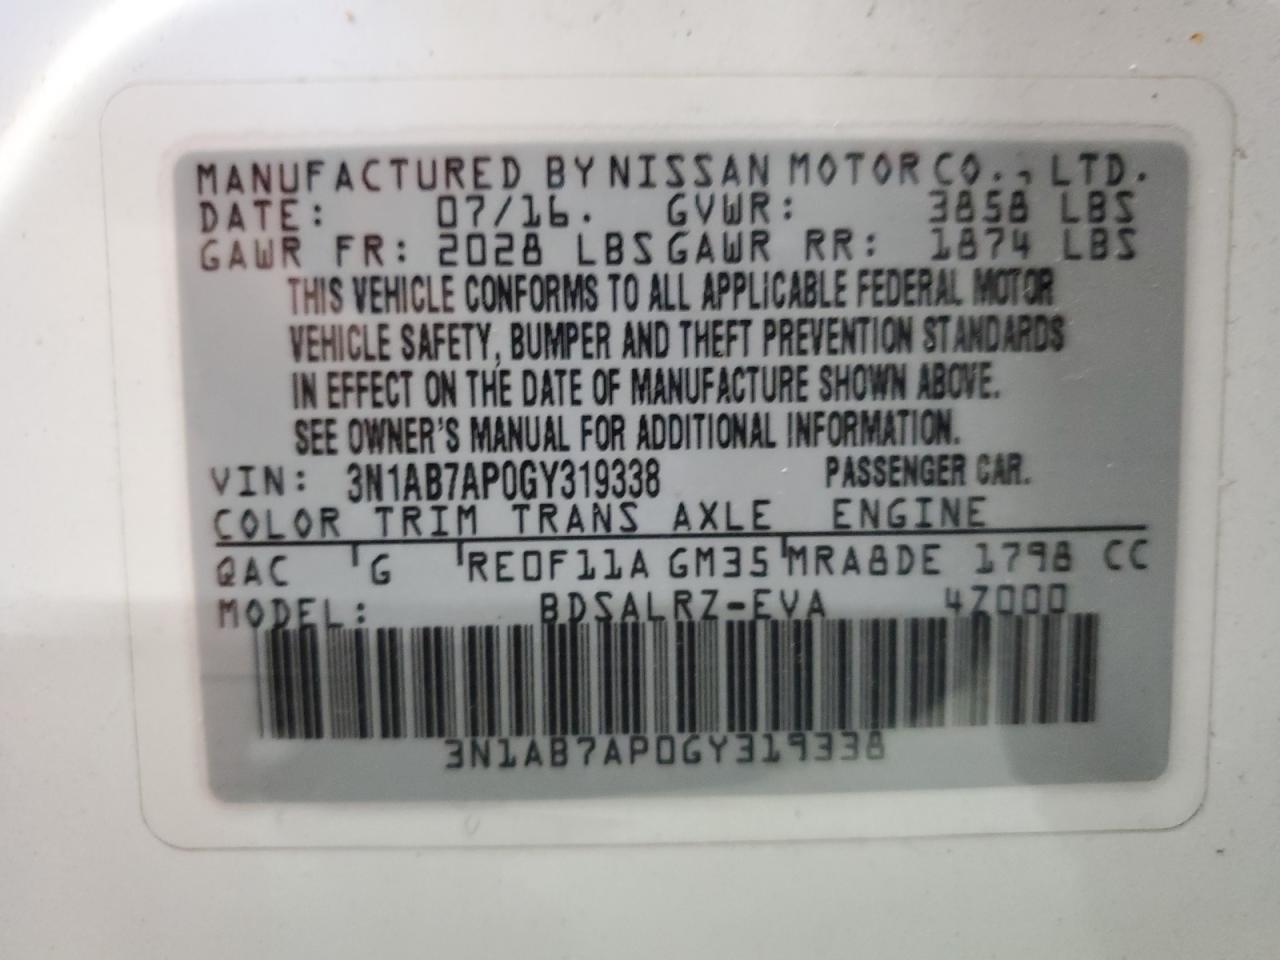 MANUFACTURED BY NISSAN MOTOR CO., LTD.
DATE: 07/16. GVWR: 3858 LBS
GAWR FR: 2028 LBS GAWR RR: 1874 LBS
THIS VEHICLE CONFORMS TO ALL APPLICABLE FEDERAL MOTOR
VEHICLE SAFETY, BUMPER AND THEFT PREVENTION STANDARDS
IN EFFECT ON THE DATE OF MANUFACTURE SHOWN ABOVE.
SEE OWNER'S MANUAL FOR ADDITIONAL INFORMATION.
VIN: 3N1AB7AP0GY319338 PASSENGER CAR.
COLOR TRIM TRANS AXLE ENGINE
QAC G RE0F11A GM35 MRA8DE 1798 CC
MODEL: BDSALRZ-EVA 4Z000
3N1AB7AP0GY319338